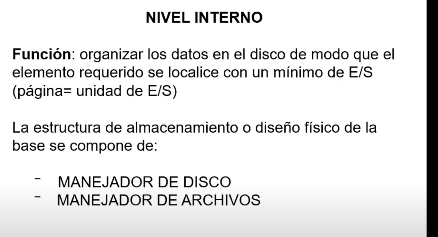 NIVEL INTERNO
Función: organizar los datos en el disco de modo que el
elemento requerido se localice con un mínimo de E/S
(página= unidad de E/S)
La estructura de almacenamiento o diseño físico de la
base se compone de:
- MANEJADOR DE DISCO
- MANEJADOR DE ARCHIVOS